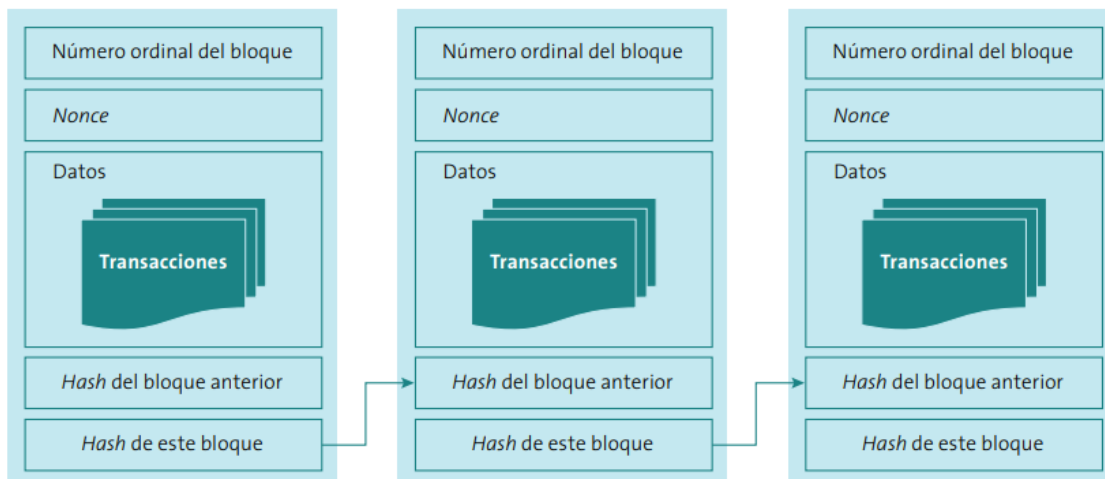 Número ordinal del bloque
Nonce
Datos
Transacciones
Hash del bloque anterior
Hash de este bloque
Número ordinal del bloque
Nonce
Datos
Transacciones
Hash del bloque anterior
Hash de este bloque
Número ordinal del bloque
Nonce
Datos
Transacciones
Hash del bloque anterior
Hash de este bloque